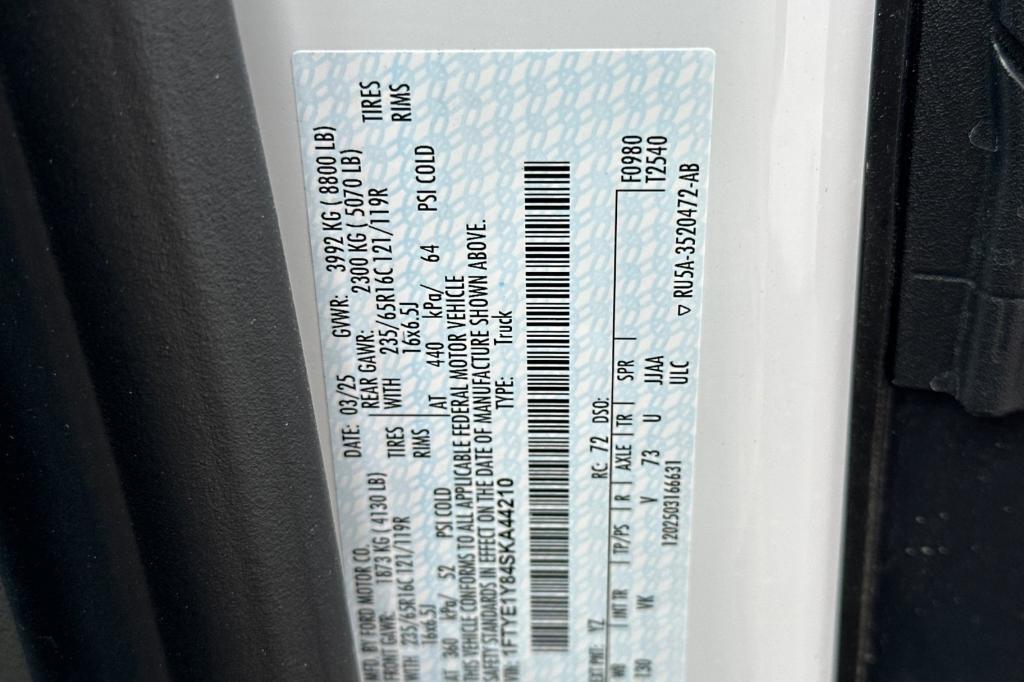 MFD. BY FORD MOTOR CO.
DATE: 03/25 GVWR: 3992 KG ( 8800 LB)
FRONT GAWR: 1873 KG ( 4130 LB)
REAR GAWR: 2300 KG ( 5070 LB)
WITH 235/65R16C 121/119R TIRES
WITH 235/65R16C 121/119R TIRES
16x6.5J RIMS
16x6.5J RIMS
AT 360 kPa/ 52 PSI COLD
AT 440 kPa/ 64 PSI COLD
THIS VEHICLE CONFORMS TO ALL APPLICABLE FEDERAL MOTOR VEHICLE
SAFETY STANDARDS IN EFFECT ON THE DATE OF MANUFACTURE SHOWN ABOVE.
VIN: 1FTYE1Y84SKA44210 TYPE: Truck
EXT PNT: YZ RC: 72 DSO: F0980
WB INTR TP/PS R AXLE TR SPR T2540
130 VK V 73 U JJAA
1202503166631 ULC ▽ RU5A-3520472-AB